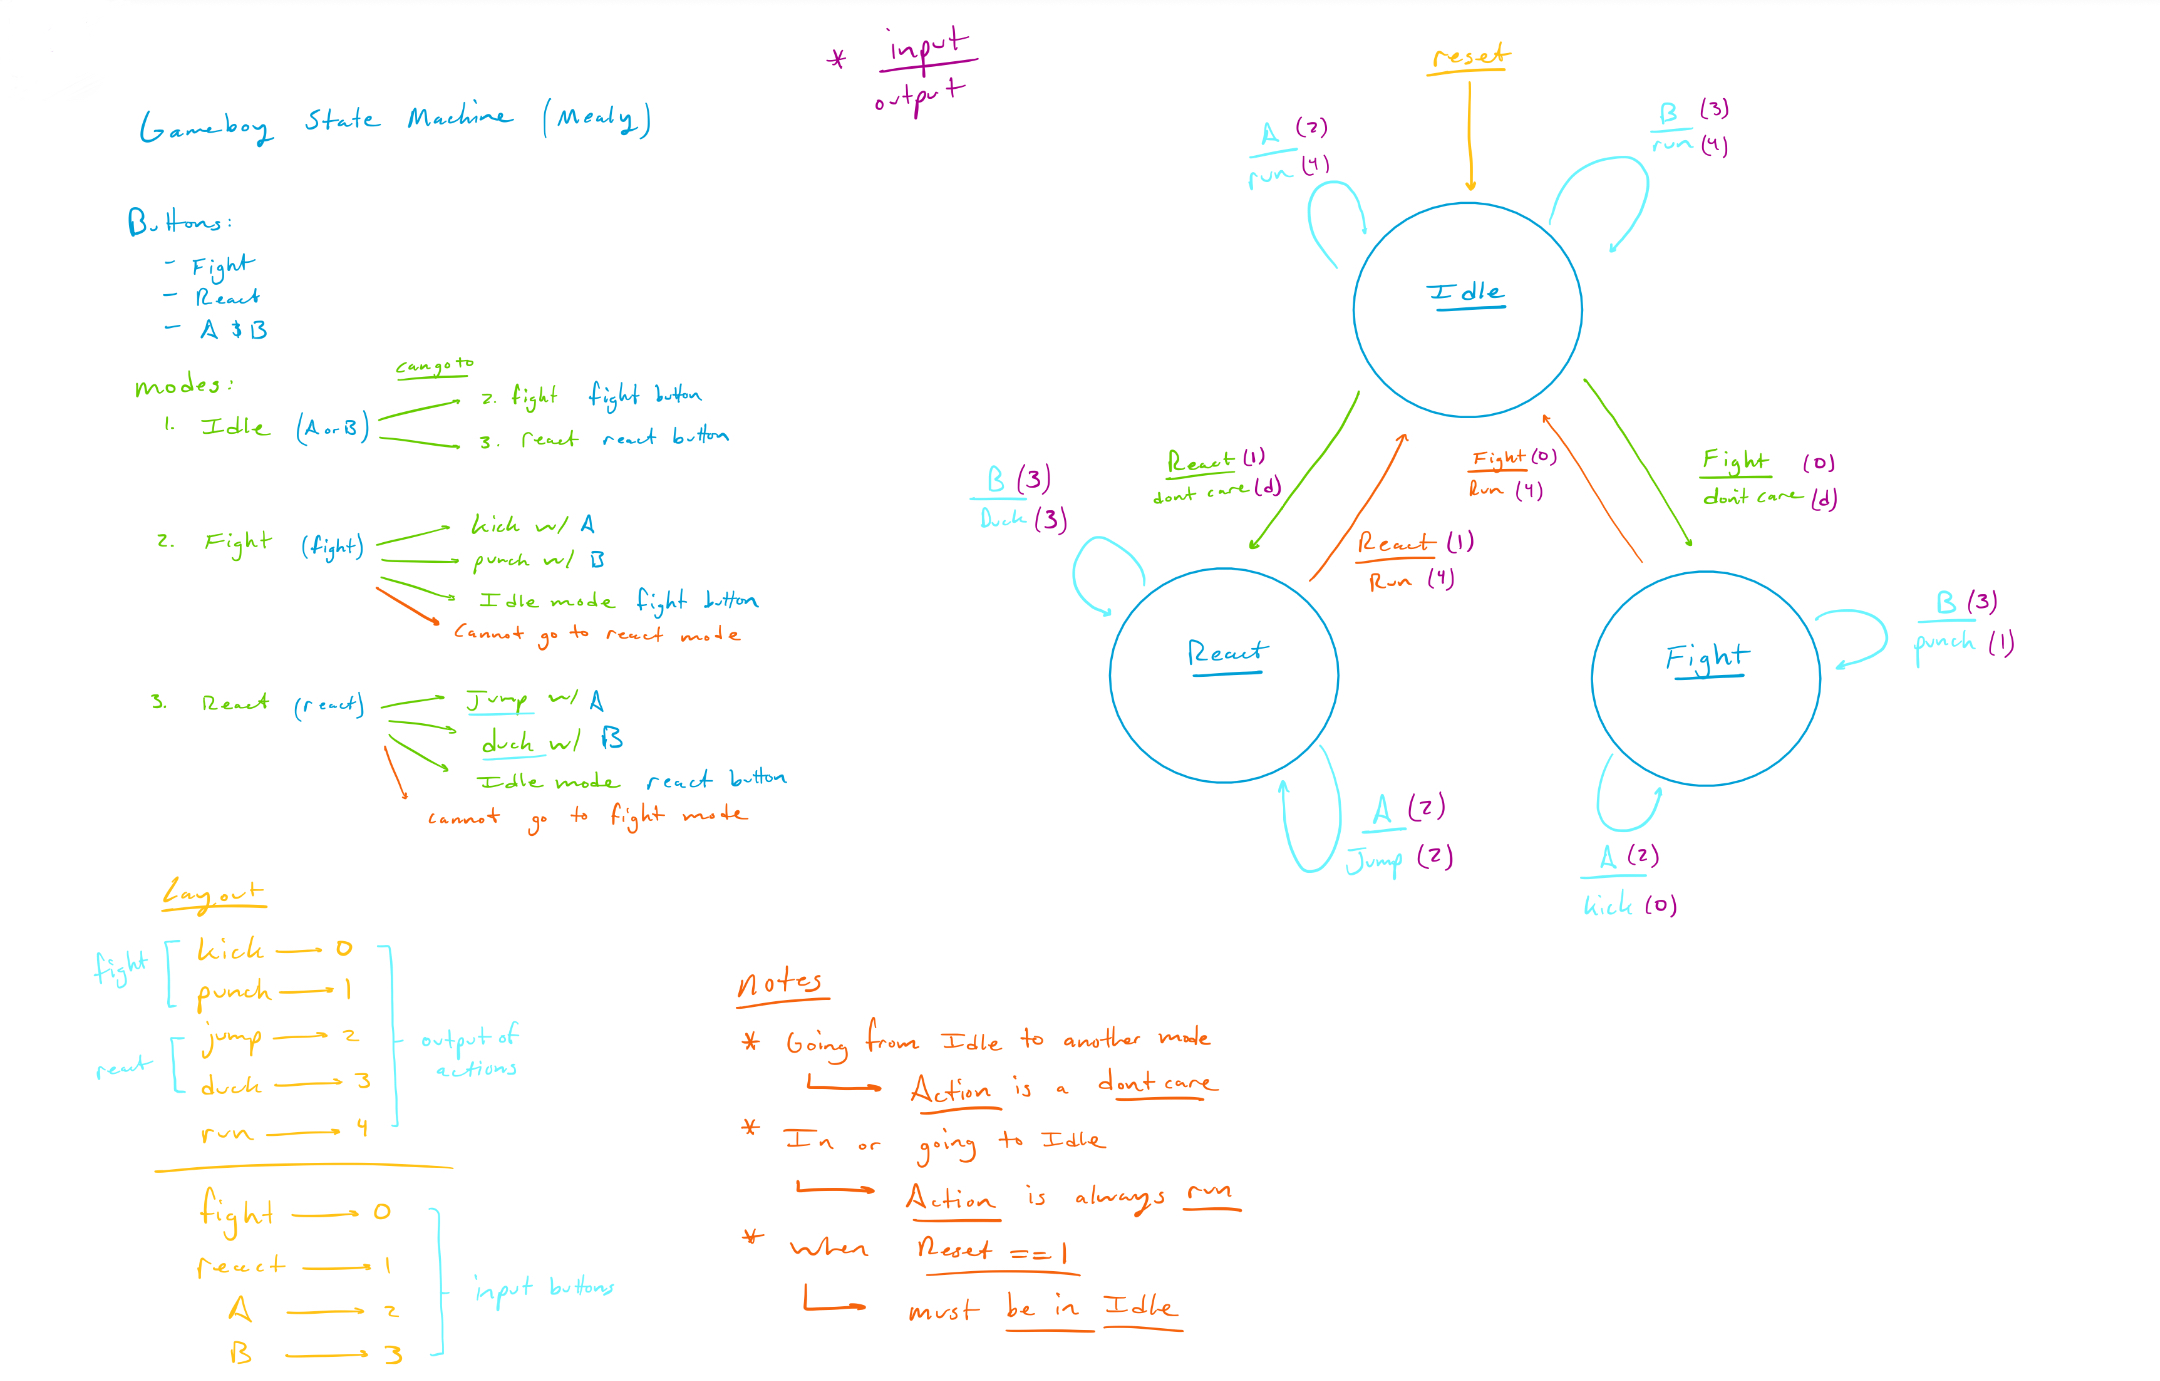 Gameboy State Machine (Mealy)
* input
output
Buttons:
- Fight
- React
- A & B
modes:
can go to
1. Idle (A or B)
2. fight fight button
3. react react button
2. Fight (fight)
kick w/ A
punch w/ B
Idle mode fight button
Cannot go to react mode
3. React (react)
Jump w/ A
duck w/ B
Idle mode react button
cannot go to fight mode
Layout
fight
kick → 0
punch → 1
react
jump → 2
duck → 3
run → 4
output of
actions
fight → 0
react → 1
A → 2
B → 3
input buttons
notes
* Going from Idle to another mode
Action is a dont care
* In or going to Idle
Action is always run
* when Reset == 1
must be in Idle
reset
A (2)
run (4)
B (3)
run (4)
Idle
React (1)
dont care (d)
Fight (0)
Run (4)
Fight (0)
don't care (d)
React (1)
Run (4)
B (3)
Duck (3)
React
A (2)
Jump (2)
Fight
B (3)
punch (1)
A (2)
kick (0)